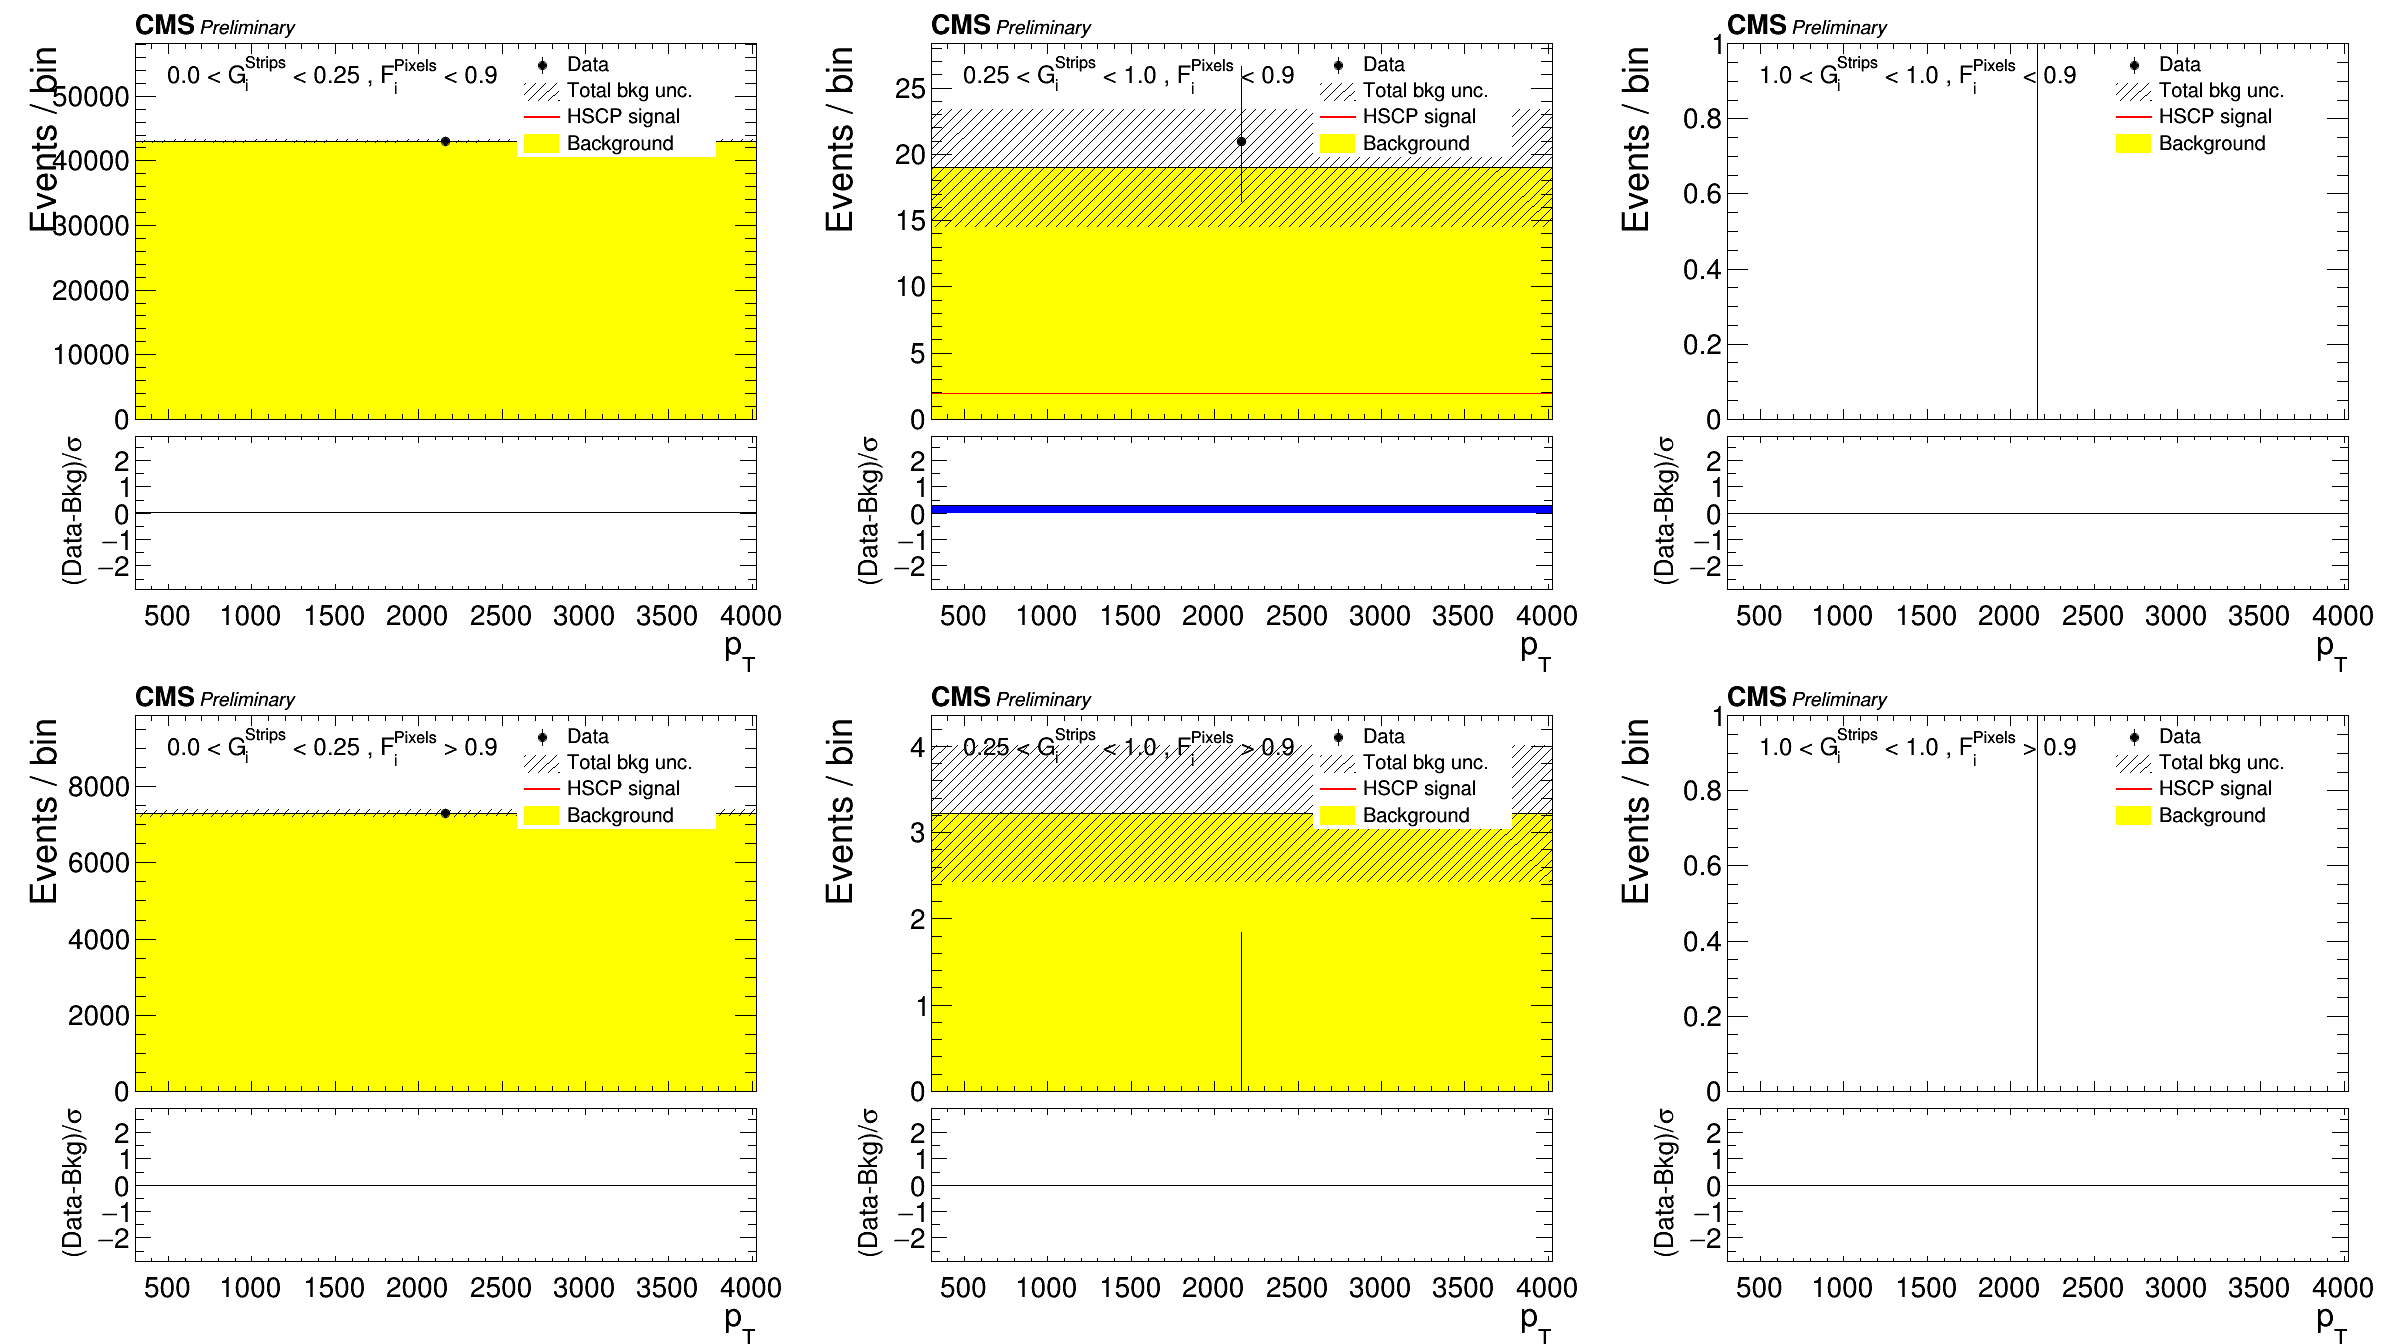 CMS Preliminary
0.0 < G_i^Strips < 0.25 , F_i^Pixels < 0.9
Data
Total bkg unc.
HSCP signal
Background
Events / bin
50000
40000
30000
20000
10000
0
(Data-Bkg)/σ
2
1
0
−1
−2
500 1000 1500 2000 2500 3000 3500 4000
p_T
CMS Preliminary
0.25 < G_i^Strips < 1.0 , F_i^Pixels < 0.9
Data
Total bkg unc.
HSCP signal
Background
Events / bin
25
20
15
10
5
0
(Data-Bkg)/σ
2
1
0
−1
−2
500 1000 1500 2000 2500 3000 3500 4000
p_T
CMS Preliminary
1.0 < G_i^Strips < 1.0 , F_i^Pixels < 0.9
Data
Total bkg unc.
HSCP signal
Background
Events / bin
1
0.8
0.6
0.4
0.2
0
(Data-Bkg)/σ
2
1
0
−1
−2
500 1000 1500 2000 2500 3000 3500 4000
p_T
CMS Preliminary
0.0 < G_i^Strips < 0.25 , F_i^Pixels > 0.9
Data
Total bkg unc.
HSCP signal
Background
Events / bin
8000
6000
4000
2000
0
(Data-Bkg)/σ
2
1
0
−1
−2
500 1000 1500 2000 2500 3000 3500 4000
p_T
CMS Preliminary
0.25 < G_i^Strips < 1.0 , F_i^Pixels > 0.9
Data
Total bkg unc.
HSCP signal
Background
Events / bin
4
3
2
1
0
(Data-Bkg)/σ
2
1
0
−1
−2
500 1000 1500 2000 2500 3000 3500 4000
p_T
CMS Preliminary
1.0 < G_i^Strips < 1.0 , F_i^Pixels > 0.9
Data
Total bkg unc.
HSCP signal
Background
Events / bin
1
0.8
0.6
0.4
0.2
0
(Data-Bkg)/σ
2
1
0
−1
−2
500 1000 1500 2000 2500 3000 3500 4000
p_T